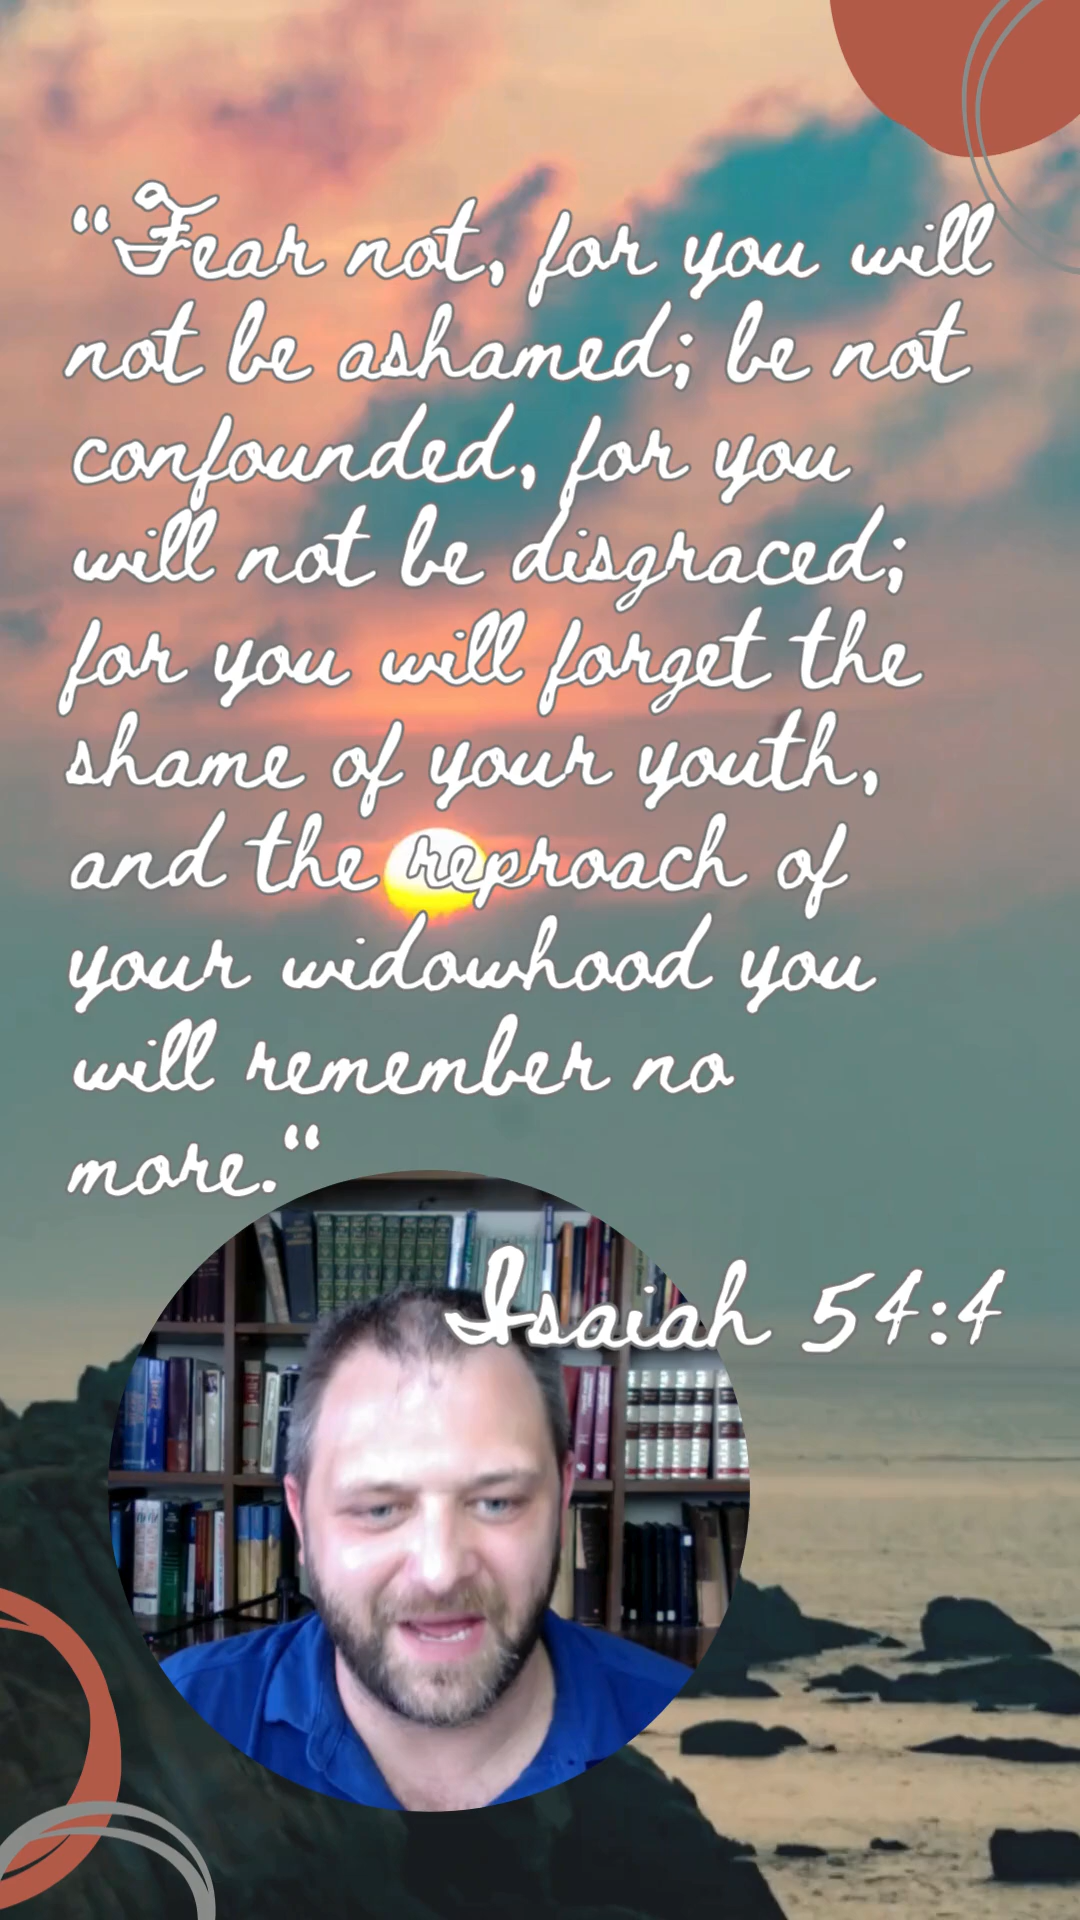 “Fear not, for you will
not be ashamed; be not
confounded, for you
will not be disgraced;
for you will forget the
shame of your youth,
and the reproach of
your widowhood you
will remember no
more.“
Isaiah 54:4